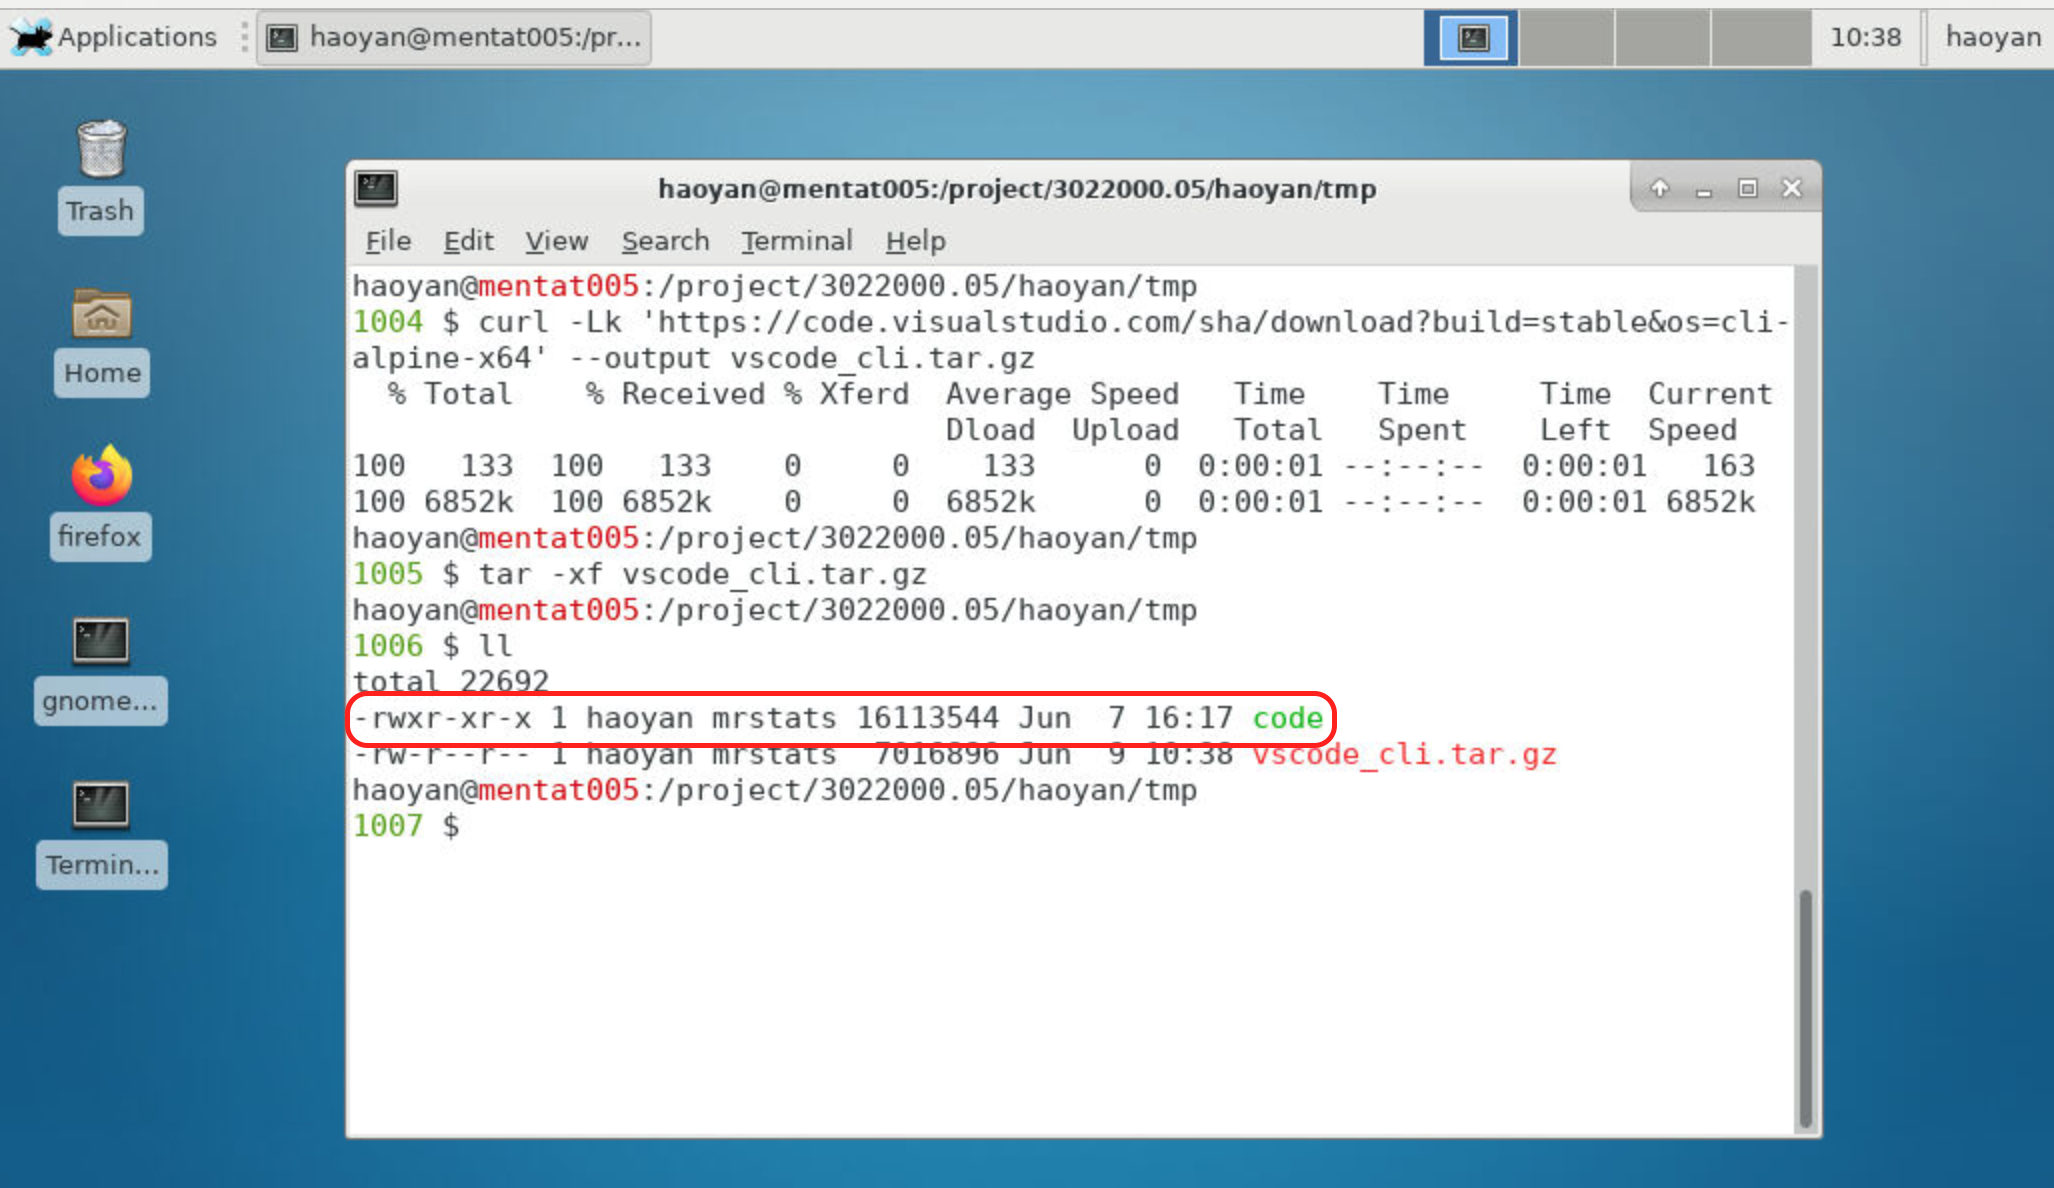 Applications haoyan@mentat005:/pr... 10:38 haoyan
Trash
Home
firefox
gnome...
Termin...
haoyan@mentat005:/project/3022000.05/haoyan/tmp
File Edit View Search Terminal Help
haoyan@mentat005:/project/3022000.05/haoyan/tmp
1004 $ curl -Lk 'https://code.visualstudio.com/sha/download?build=stable&os=cli-
alpine-x64' --output vscode_cli.tar.gz
% Total % Received % Xferd Average Speed Time Time Time Current
Dload Upload Total Spent Left Speed
100 133 100 133 0 0 133 0 0:00:01 --:--:-- 0:00:01 163
100 6852k 100 6852k 0 0 6852k 0 0:00:01 --:--:-- 0:00:01 6852k
haoyan@mentat005:/project/3022000.05/haoyan/tmp
1005 $ tar -xf vscode_cli.tar.gz
haoyan@mentat005:/project/3022000.05/haoyan/tmp
1006 $ ll
total 22692
-rwxr-xr-x 1 haoyan mrstats 16113544 Jun 7 16:17 code
-rw-r--r-- 1 haoyan mrstats 7016896 Jun 9 10:38 vscode_cli.tar.gz
haoyan@mentat005:/project/3022000.05/haoyan/tmp
1007 $